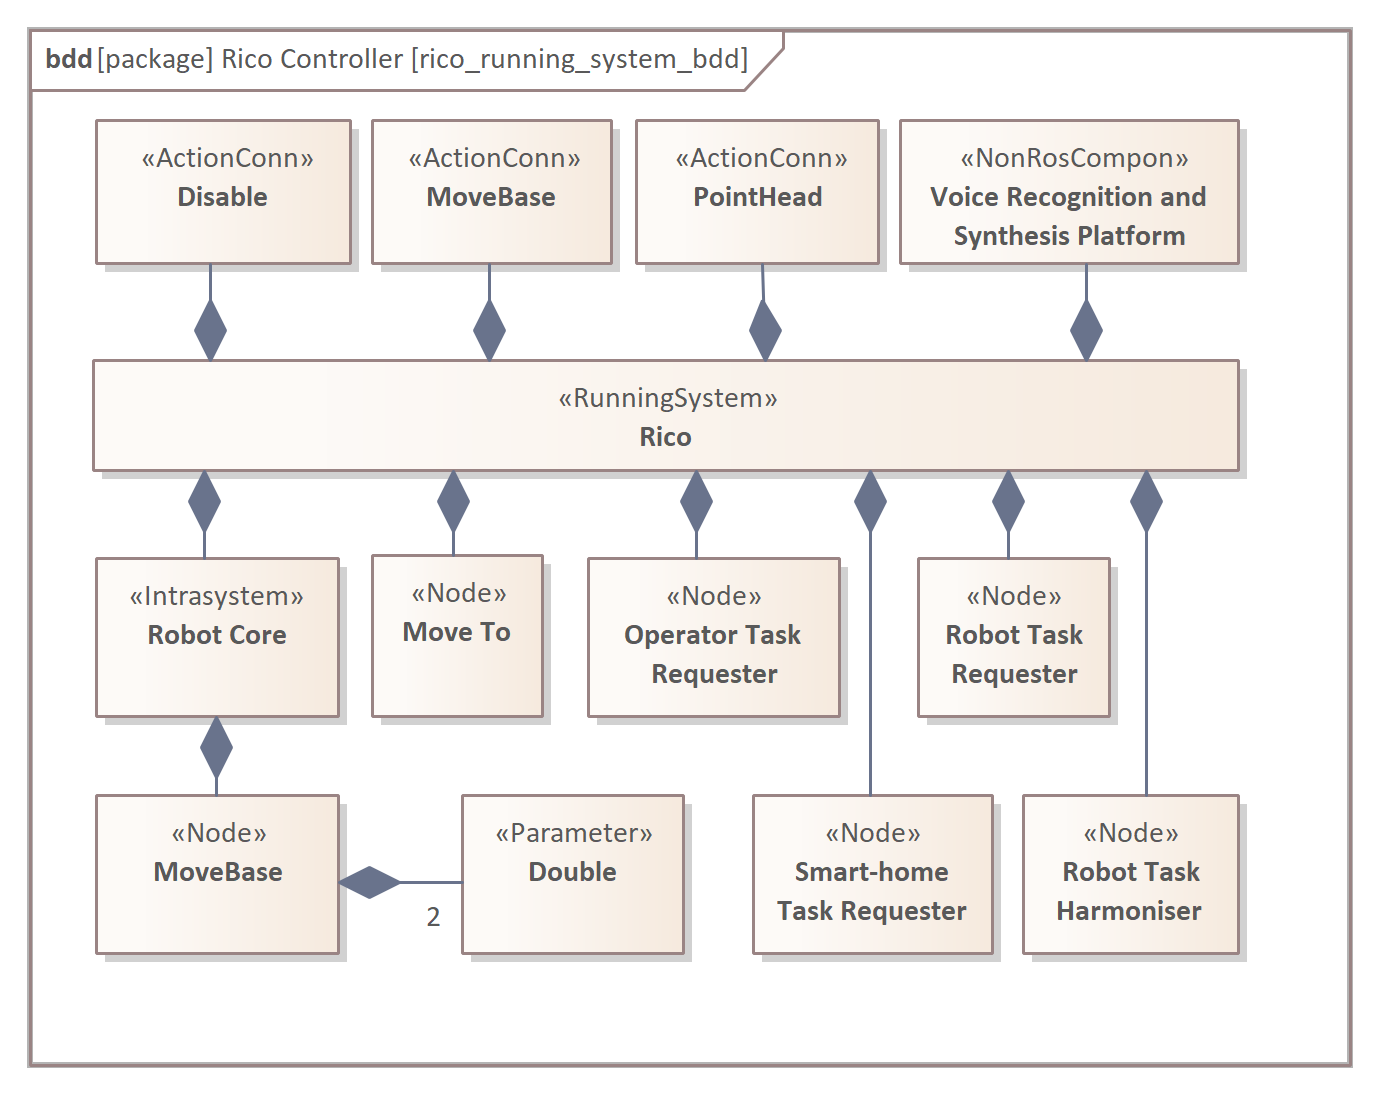 bdd [package] Rico Controller [rico_running_system_bdd]
«ActionConn»
Disable
«ActionConn»
MoveBase
«ActionConn»
PointHead
«NonRosCompon»
Voice Recognition and
Synthesis Platform
«RunningSystem»
Rico
«Intrasystem»
Robot Core
«Node»
Move To
«Node»
Operator Task
Requester
«Node»
Robot Task
Requester
«Node»
MoveBase
2
«Parameter»
Double
«Node»
Smart-home
Task Requester
«Node»
Robot Task
Harmoniser